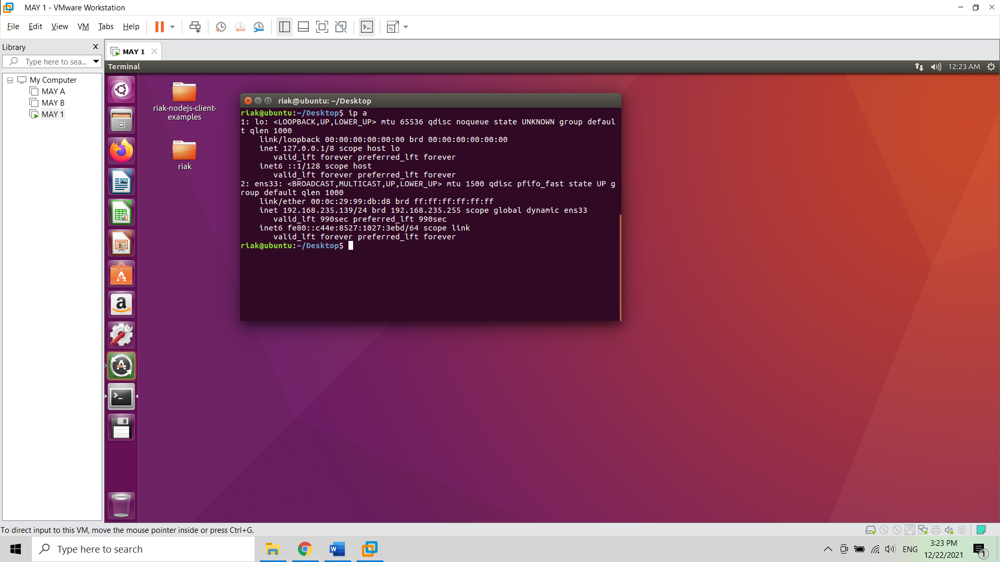 MAY 1 - VMware Workstation
File Edit View VM Tabs Help
Library
Type here to sea...
My Computer
MAY A
MAY B
MAY 1
MAY 1
Terminal
12:23 AM
riak-nodejs-client-
examples
riak
riak@ubuntu: ~/Desktop
riak@ubuntu:~/Desktop$ ip a
1: lo: <LOOPBACK,UP,LOWER_UP> mtu 65536 qdisc noqueue state UNKNOWN group defaul
t qlen 1000
    link/loopback 00:00:00:00:00:00 brd 00:00:00:00:00:00
    inet 127.0.0.1/8 scope host lo
       valid_lft forever preferred_lft forever
    inet6 ::1/128 scope host
       valid_lft forever preferred_lft forever
2: ens33: <BROADCAST,MULTICAST,UP,LOWER_UP> mtu 1500 qdisc pfifo_fast state UP g
roup default qlen 1000
    link/ether 00:0c:29:99:db:d8 brd ff:ff:ff:ff:ff:ff
    inet 192.168.235.139/24 brd 192.168.235.255 scope global dynamic ens33
       valid_lft 990sec preferred_lft 990sec
    inet6 fe80::c44e:8527:1027:3ebd/64 scope link
       valid_lft forever preferred_lft forever
riak@ubuntu:~/Desktop$
To direct input to this VM, move the mouse pointer inside or press Ctrl+G.
Type here to search
ENG
3:23 PM
12/22/2021
1